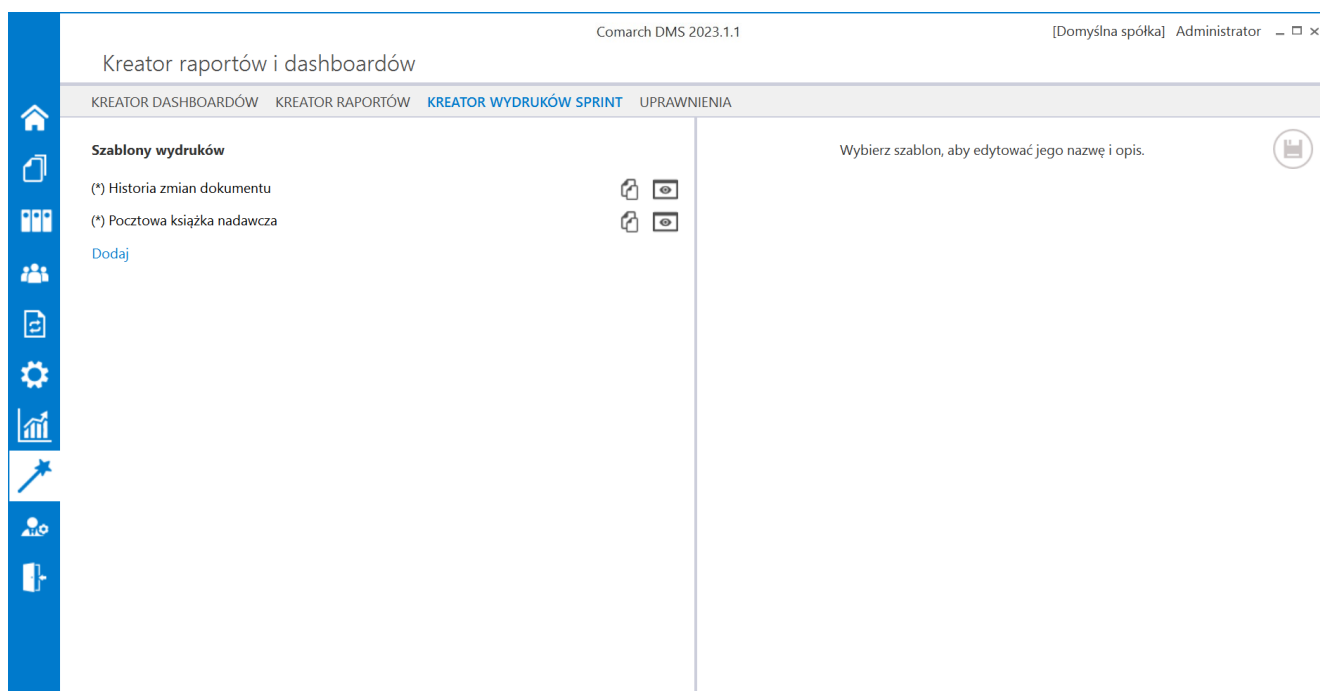 Comarch DMS 2023.1.1
[Domyślna spółka] Administrator
Kreator raportów i dashboardów
KREATOR DASHBOARDÓW KREATOR RAPORTÓW KREATOR WYDRUKÓW SPRINT UPRAWNIENIA
Szablony wydruków
(*) Historia zmian dokumentu
(*) Pocztowa książka nadawcza
Dodaj
Wybierz szablon, aby edytować jego nazwę i opis.